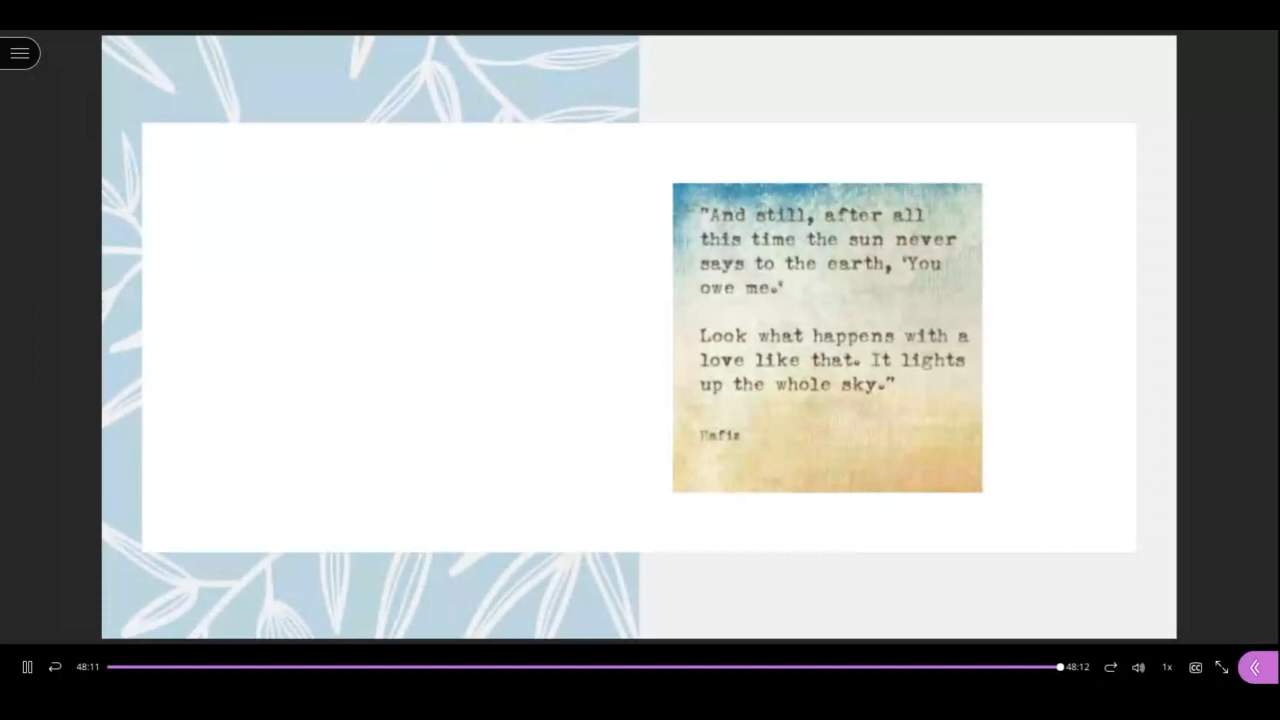 "And still, after all
this time the sun never
says to the earth, 'You
owe me.'
Look what happens with a
love like that. It lights
up the whole sky."
Hafiz
48:11
48:12
1x
CC